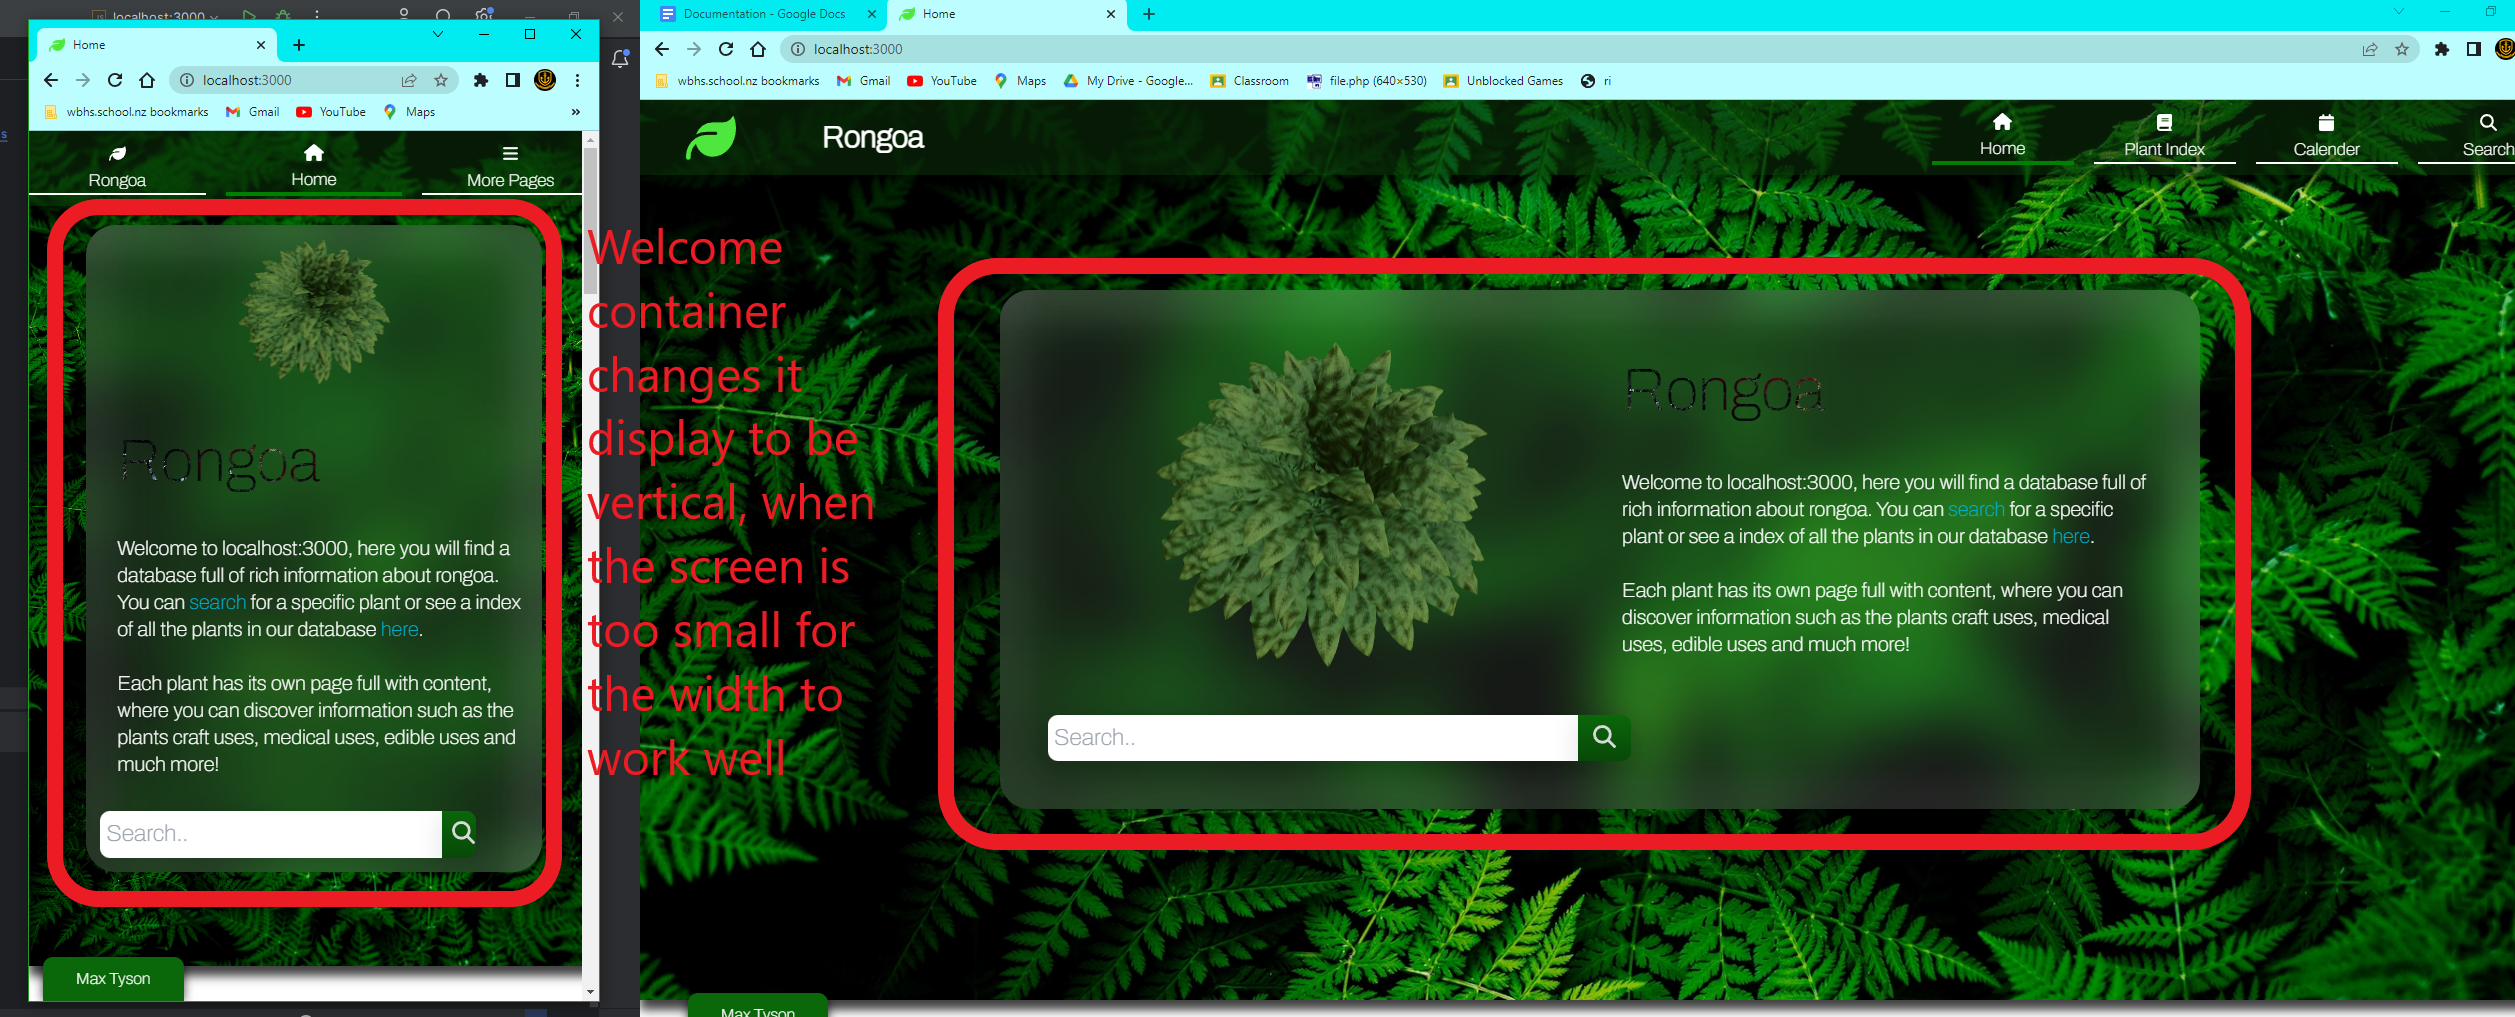 localhost:3000
Home
localhost:3000
wbhs.school.nz bookmarks Gmail YouTube Maps »
Rongoa Home More Pages
Rongoa
Welcome to localhost:3000, here you will find a
database full of rich information about rongoa.
You can search for a specific plant or see a index
of all the plants in our database here.
Each plant has its own page full with content,
where you can discover information such as the
plants craft uses, medical uses, edible uses and
much more!
Search..
Max Tyson
Welcome
container
changes it
display to be
vertical, when
the screen is
too small for
the width to
work well
Documentation - Google Docs Home
localhost:3000
wbhs.school.nz bookmarks Gmail YouTube Maps My Drive - Google... Classroom file.php (640×530) Unblocked Games ri
Rongoa Home Plant Index Calender Search
Rongoa
Welcome to localhost:3000, here you will find a database full of
rich information about rongoa. You can search for a specific
plant or see a index of all the plants in our database here.
Each plant has its own page full with content, where you can
discover information such as the plants craft uses, medical
uses, edible uses and much more!
Search..
Max Tyson